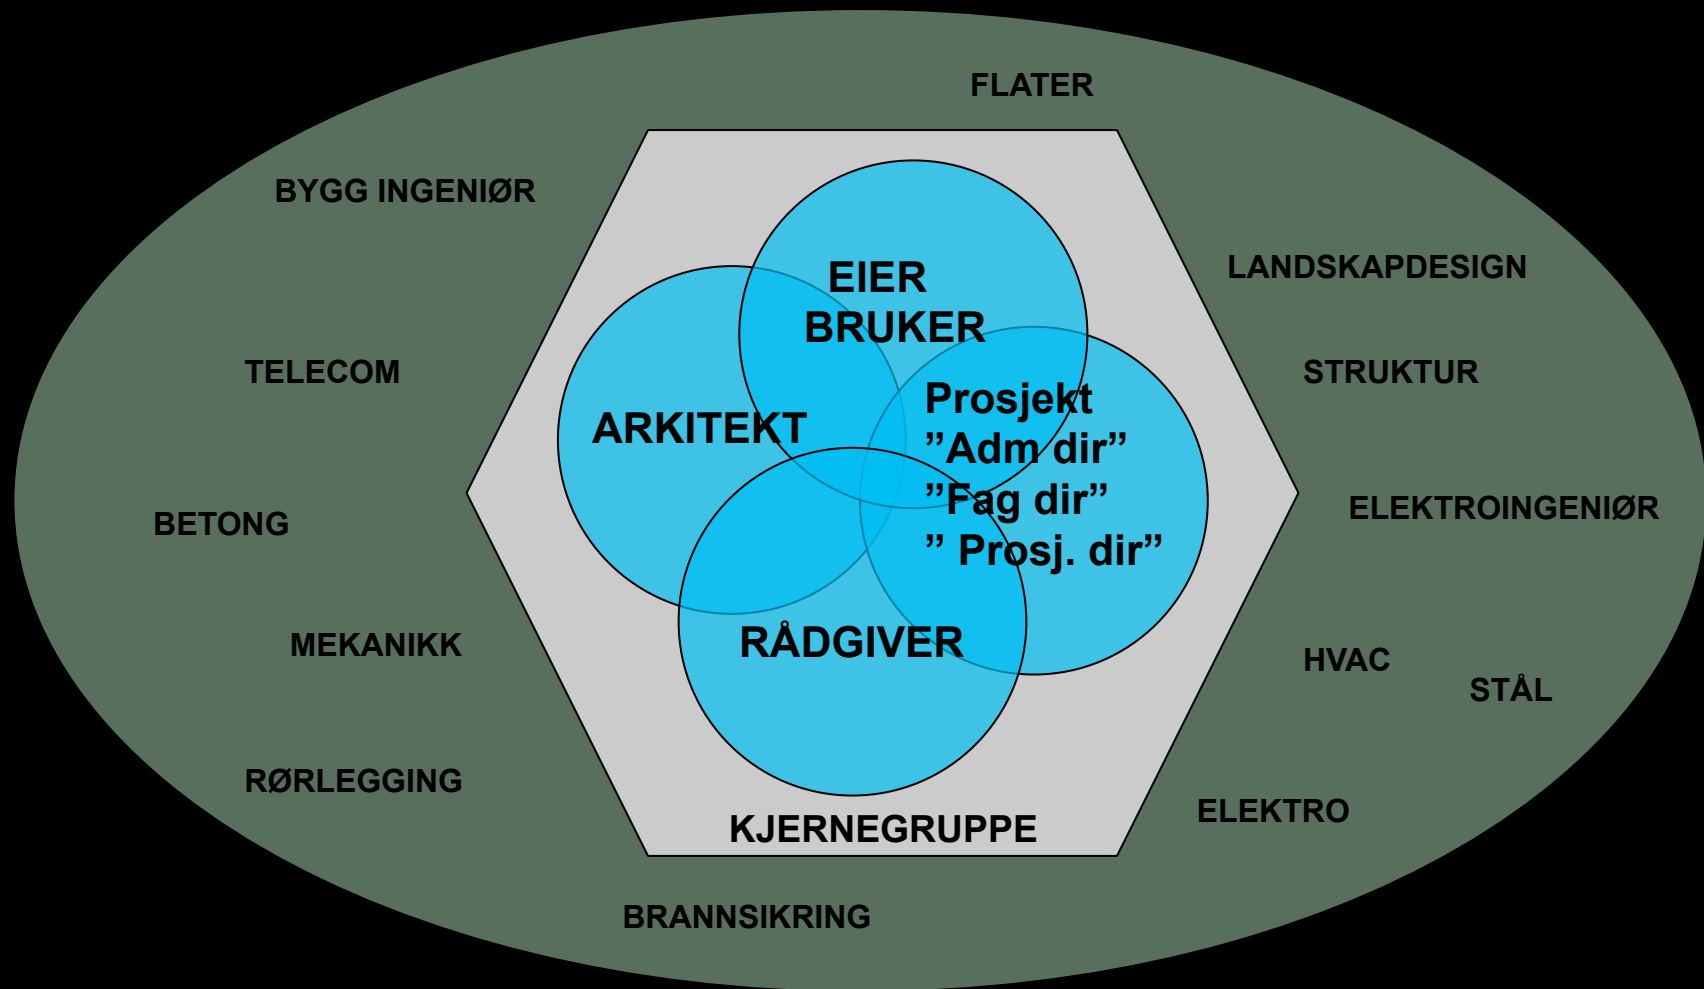 FLATER
BYGG INGENIØR
LANDSKAPDESIGN
EIER
BRUKER
TELECOM
STRUKTUR
ARKITEKT
Prosjekt
”Adm dir”
”Fag dir”
” Prosj. dir”
BETONG
ELEKTROINGENIØR
MEKANIKK
RÅDGIVER
HVAC
STÅL
RØRLEGGING
ELEKTRO
KJERNEGRUPPE
BRANNSIKRING